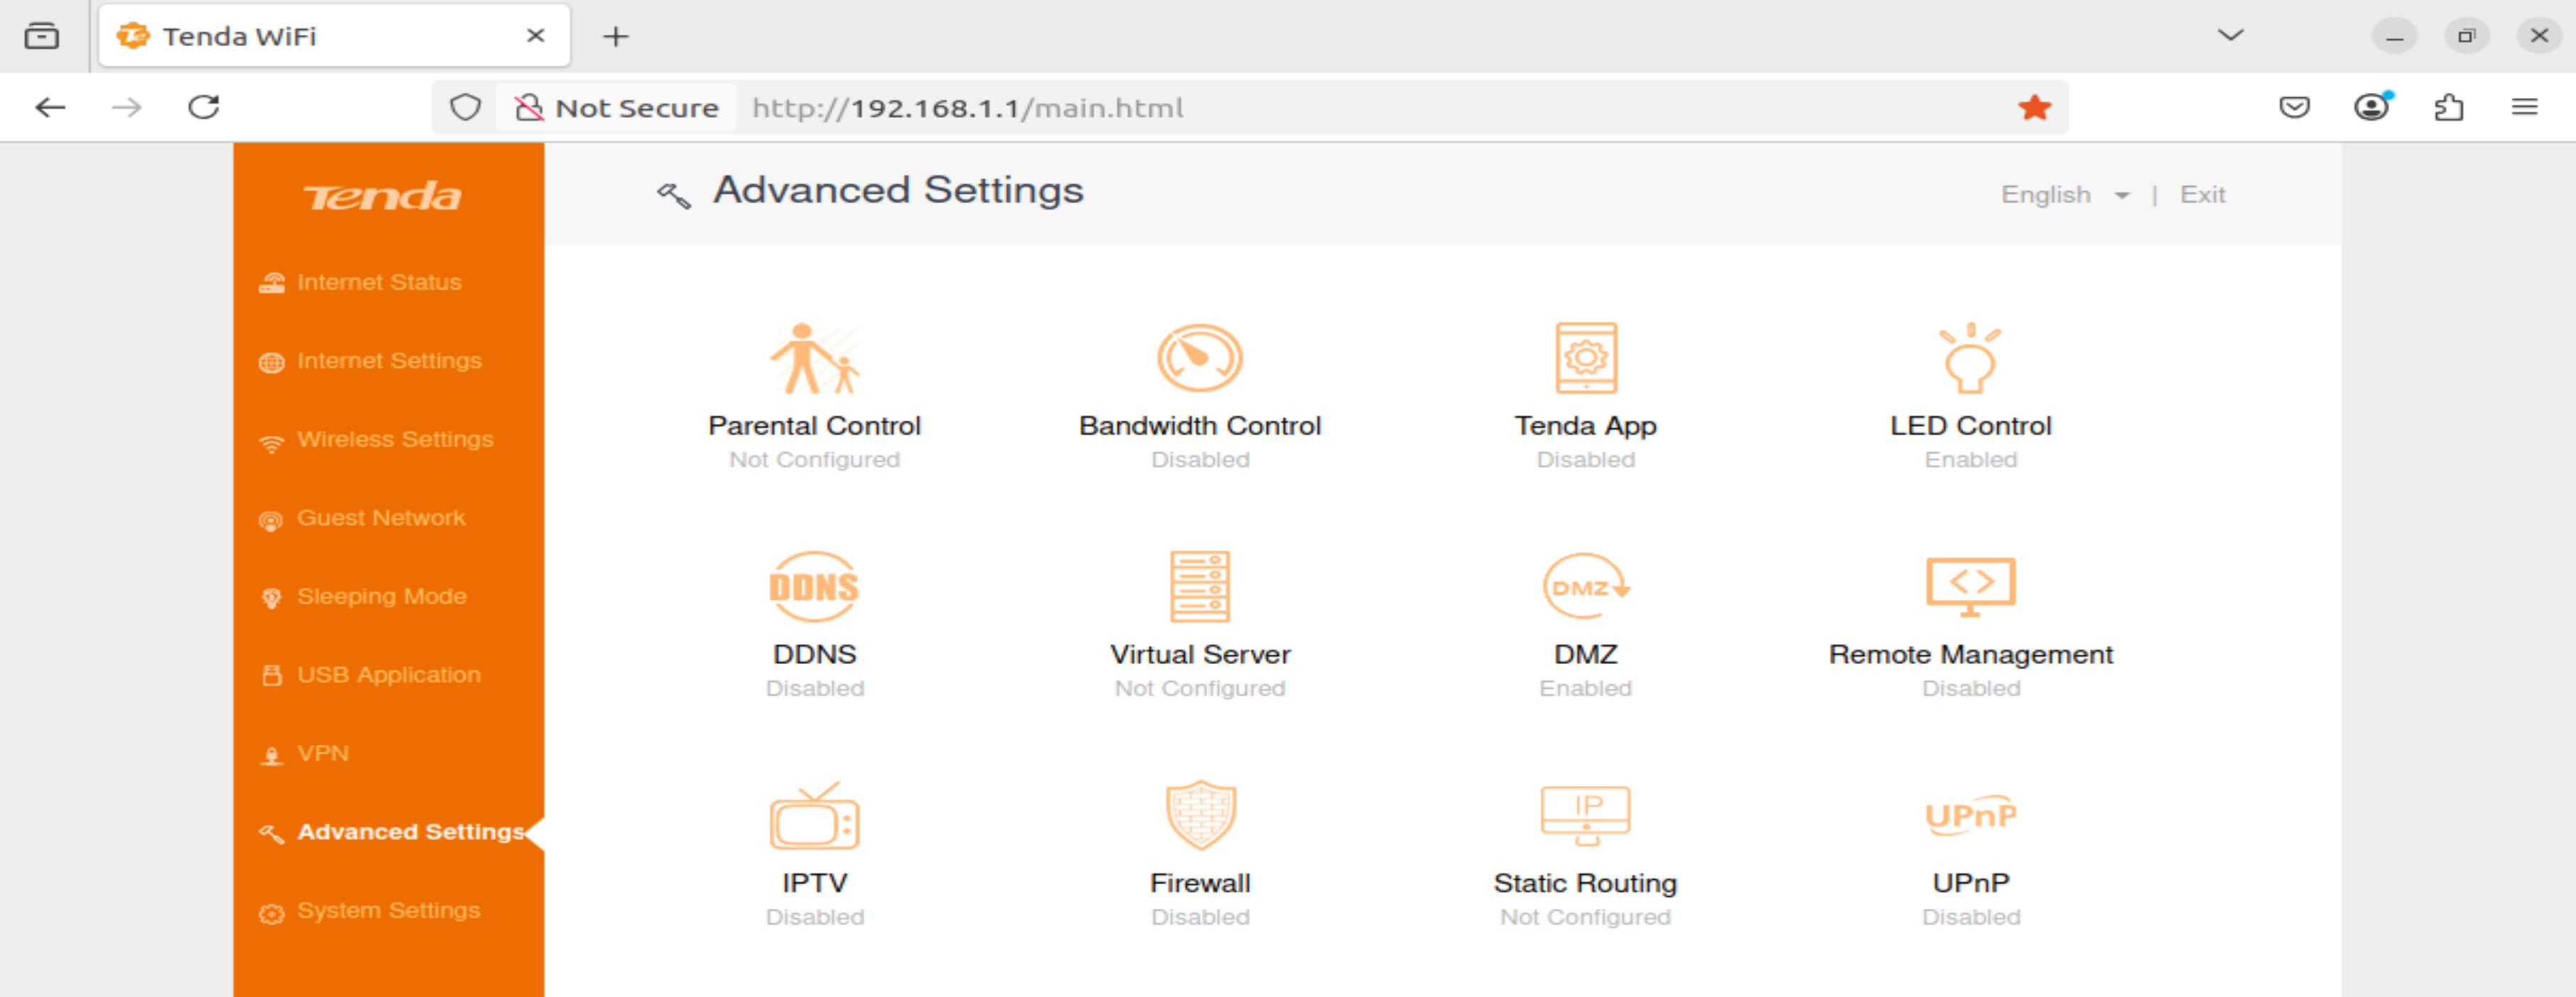 Tenda WiFi
Not Secure http://192.168.1.1/main.html
Tenda
Internet Status
Internet Settings
Wireless Settings
Guest Network
Sleeping Mode
USB Application
VPN
Advanced Settings
System Settings
Advanced Settings
English | Exit
Parental Control
Not Configured
Bandwidth Control
Disabled
Tenda App
Disabled
LED Control
Enabled
DDNS
DDNS
Disabled
Virtual Server
Not Configured
DMZ
DMZ
Enabled
Remote Management
Disabled
IPTV
Disabled
Firewall
Disabled
IP
Static Routing
Not Configured
UPnP
UPnP
Disabled